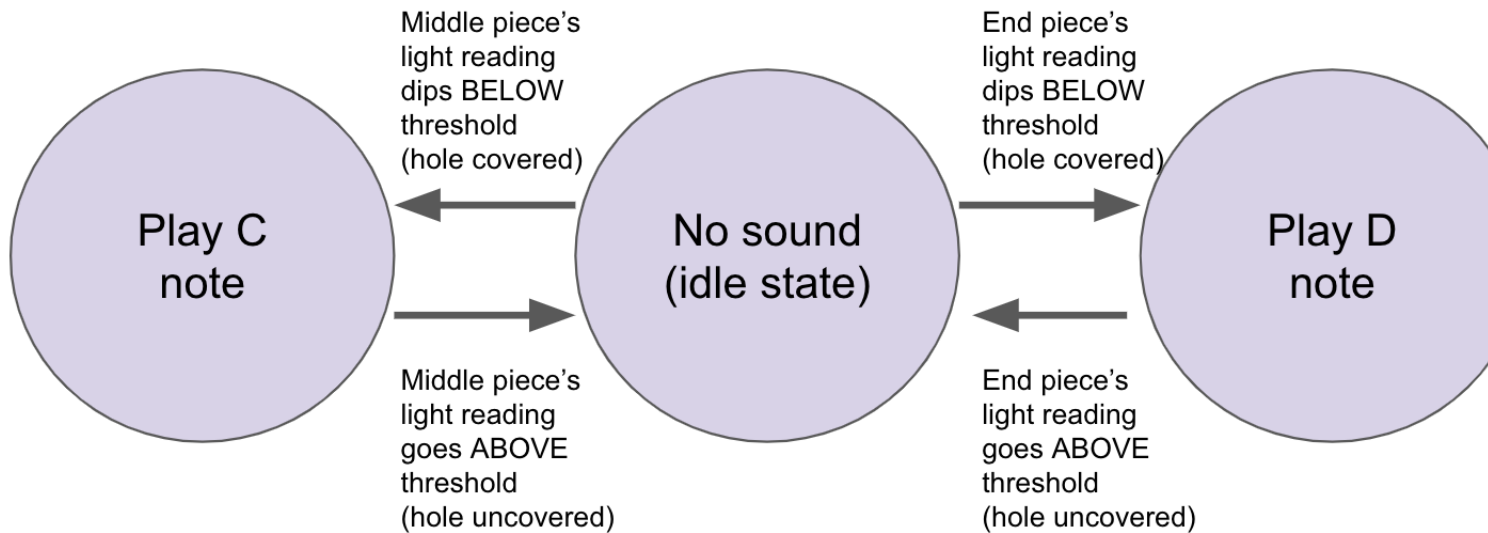 Middle piece’s
light reading
dips BELOW
threshold
(hole covered)
End piece’s
light reading
dips BELOW
threshold
(hole covered)
Play C
note
No sound
(idle state)
Play D
note
Middle piece’s
light reading
goes ABOVE
threshold
(hole uncovered)
End piece’s
light reading
goes ABOVE
threshold
(hole uncovered)